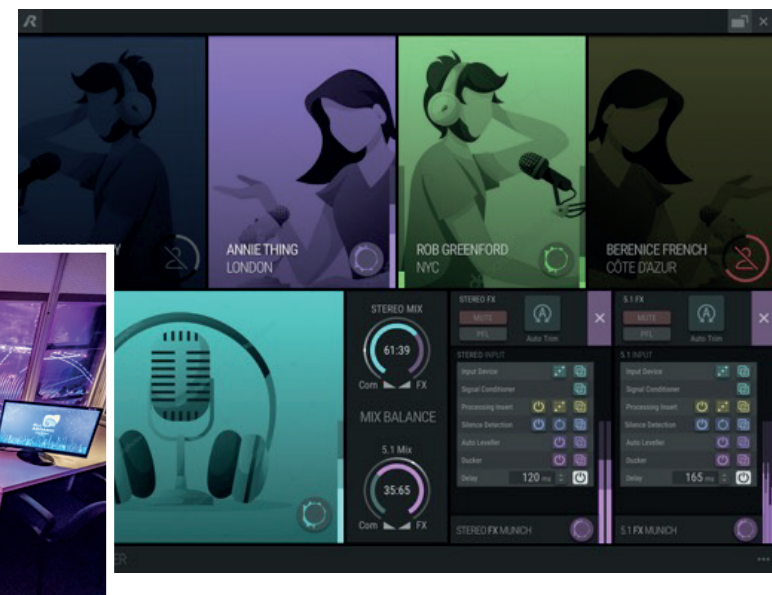 R
ANNIE THING
LONDON
ROB GREENFORD
NYC
BERENICE FRENCH
CÔTE D'AZUR
STEREO MIX
61:39
Com FX
MIX BALANCE
5.1 Mix
35:65
Com FX
STEREO FX
MUTE
PFL
Auto Trim
STEREO INPUT
Input Device
Signal Conditioner
Processing Insert
Silence Detection
Auto Leveller
Ducker
Delay 120 ms
STEREO FX MUNICH
5.1 FX
MUTE
PFL
Auto Trim
5.1 INPUT
Input Device
Signal Conditioner
Processing Insert
Silence Detection
Auto Leveller
Ducker
Delay 165 ms
5.1 FX MUNICH